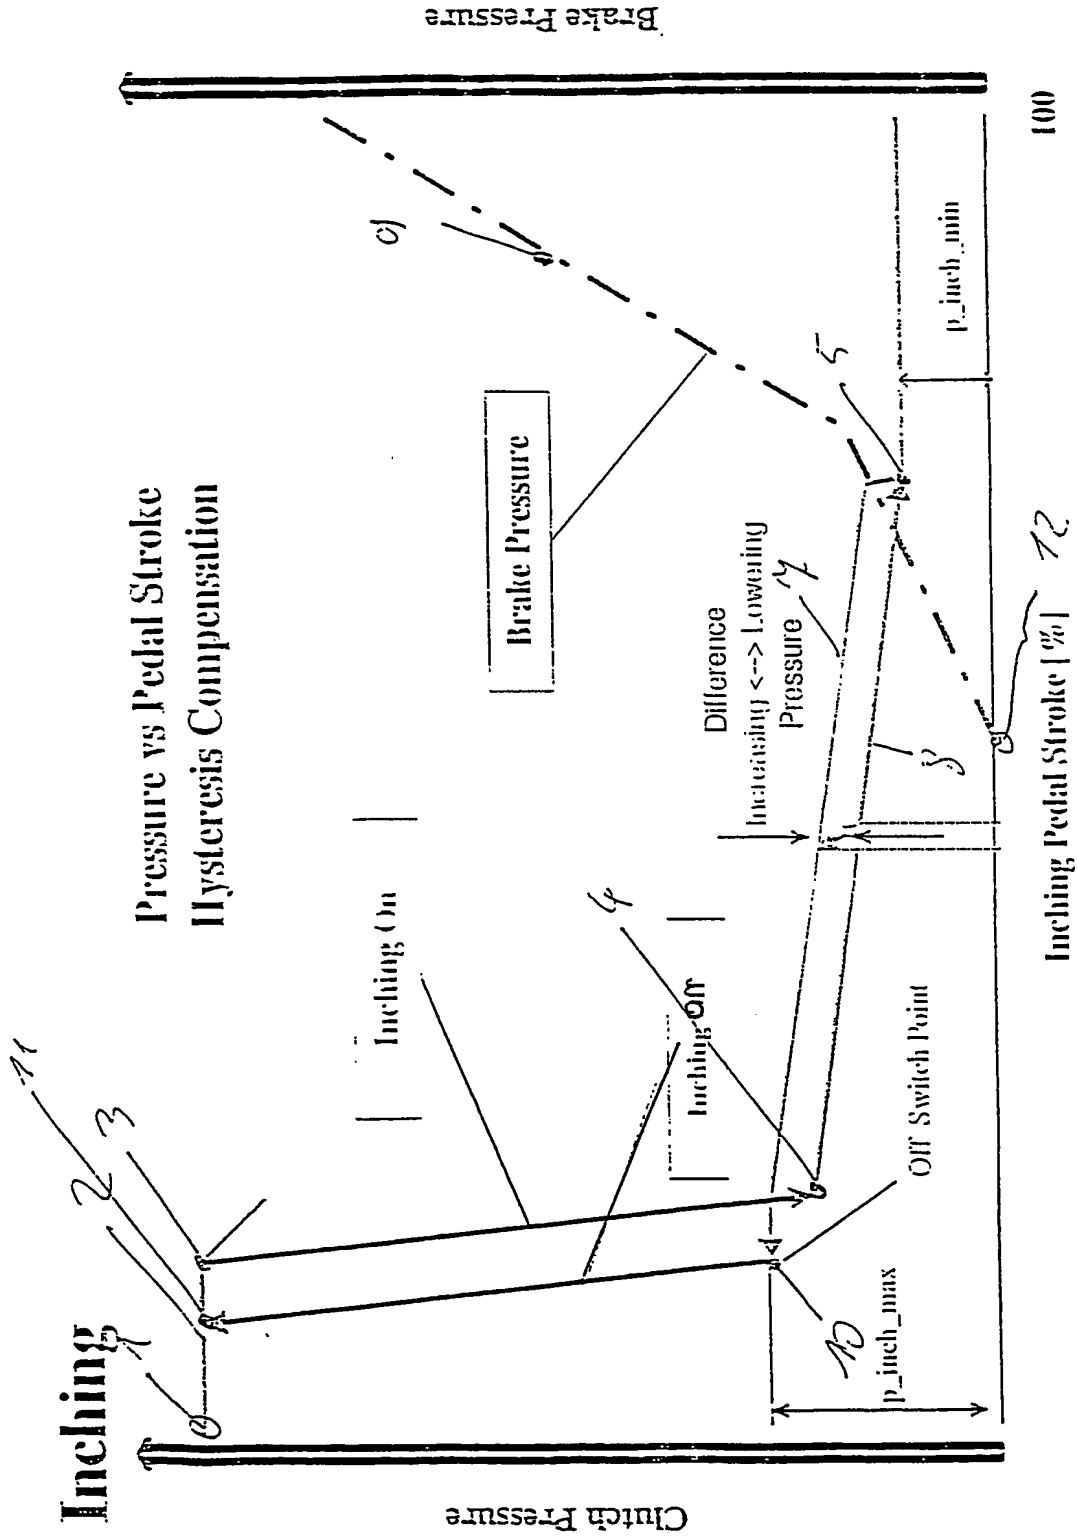 Inching
Pressure vs Pedal Stroke
Hysteresis Compensation
Clutch Pressure
Brake Pressure
11
2
3
1
Inching On
Brake Pressure
9
4
Inching Off
Difference
Increasing <--> Lowering
Pressure
7
5
8
10
p_inch_max
Off Switch Point
p_inch_min
12
Inching Pedal Stroke [%]
100